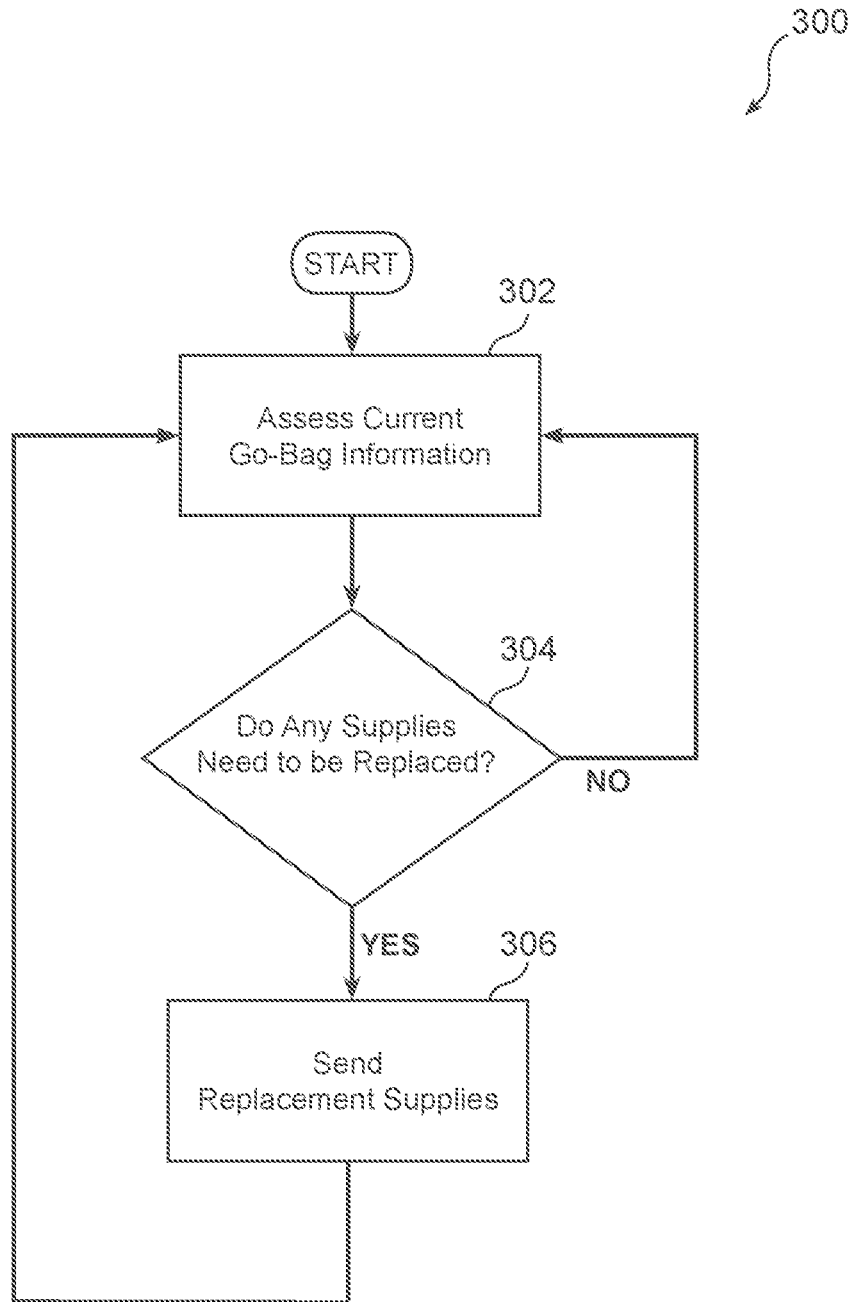 300
START
302
Assess Current
Go-Bag Information
304
Do Any Supplies
Need to be Replaced?
NO
YES
306
Send
Replacement Supplies